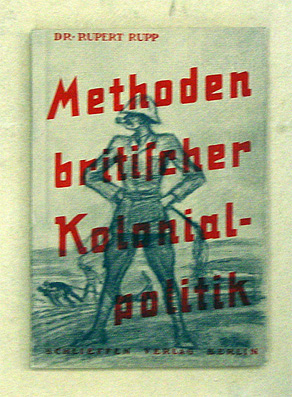 DR· RUPERT RUPP
Methoden
britiſcher
Kolonial-
politik
SCHLIEFFEN VERLAG BERLIN